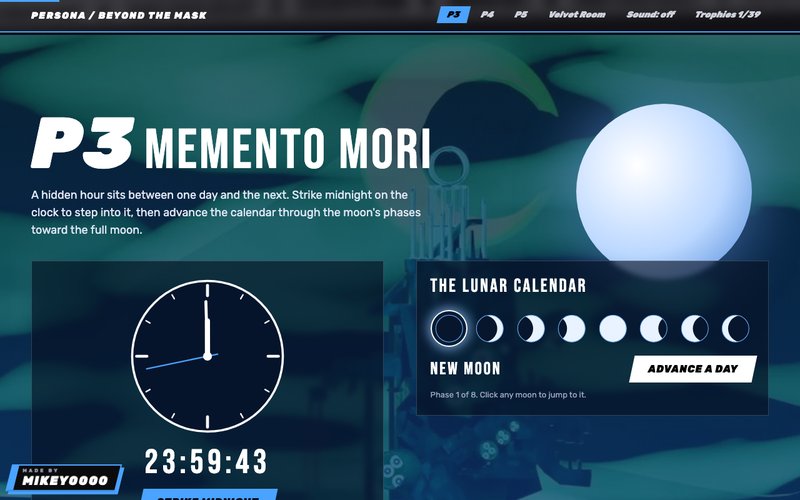 PERSONA / BEYOND THE MASK
P3 P4 P5 Velvet Room Sound: off Trophies 1/39
P3 MEMENTO MORI
A hidden hour sits between one day and the next. Strike midnight on the
clock to step into it, then advance the calendar through the moon's phases
toward the full moon.
THE LUNAR CALENDAR
NEW MOON
ADVANCE A DAY
Phase 1 of 8. Click any moon to jump to it.
23:59:43
STRIKE MIDNIGHT
MADE BY
MIKEY0000